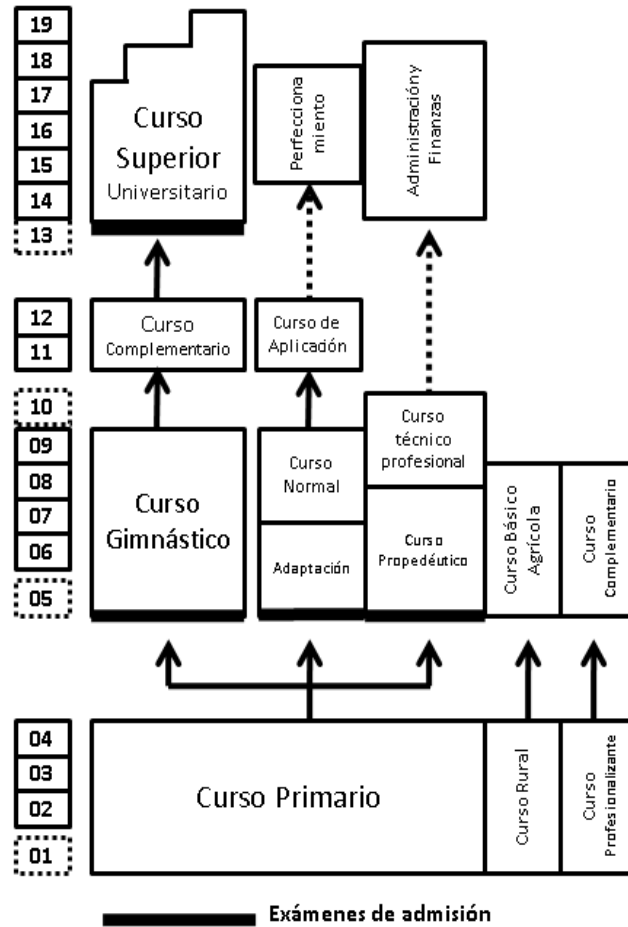 19
18
17
16
15
14
13
Curso
Superior
Universitario
Perfecciona
miento
Administracióny
Finanzas
12
11
Curso
Complementario
Curso de
Aplicación
10
09
08
07
06
05
Curso
Gimnástico
Curso
Normal
Adaptación
Curso
técnico
profesional
Curso
Propedéutico
Curso Básico
Agrícola
Curso
Complementario
04
03
02
01
Curso Primario
Curso Rural
Curso
Profesionalizante
Exámenes de admisión